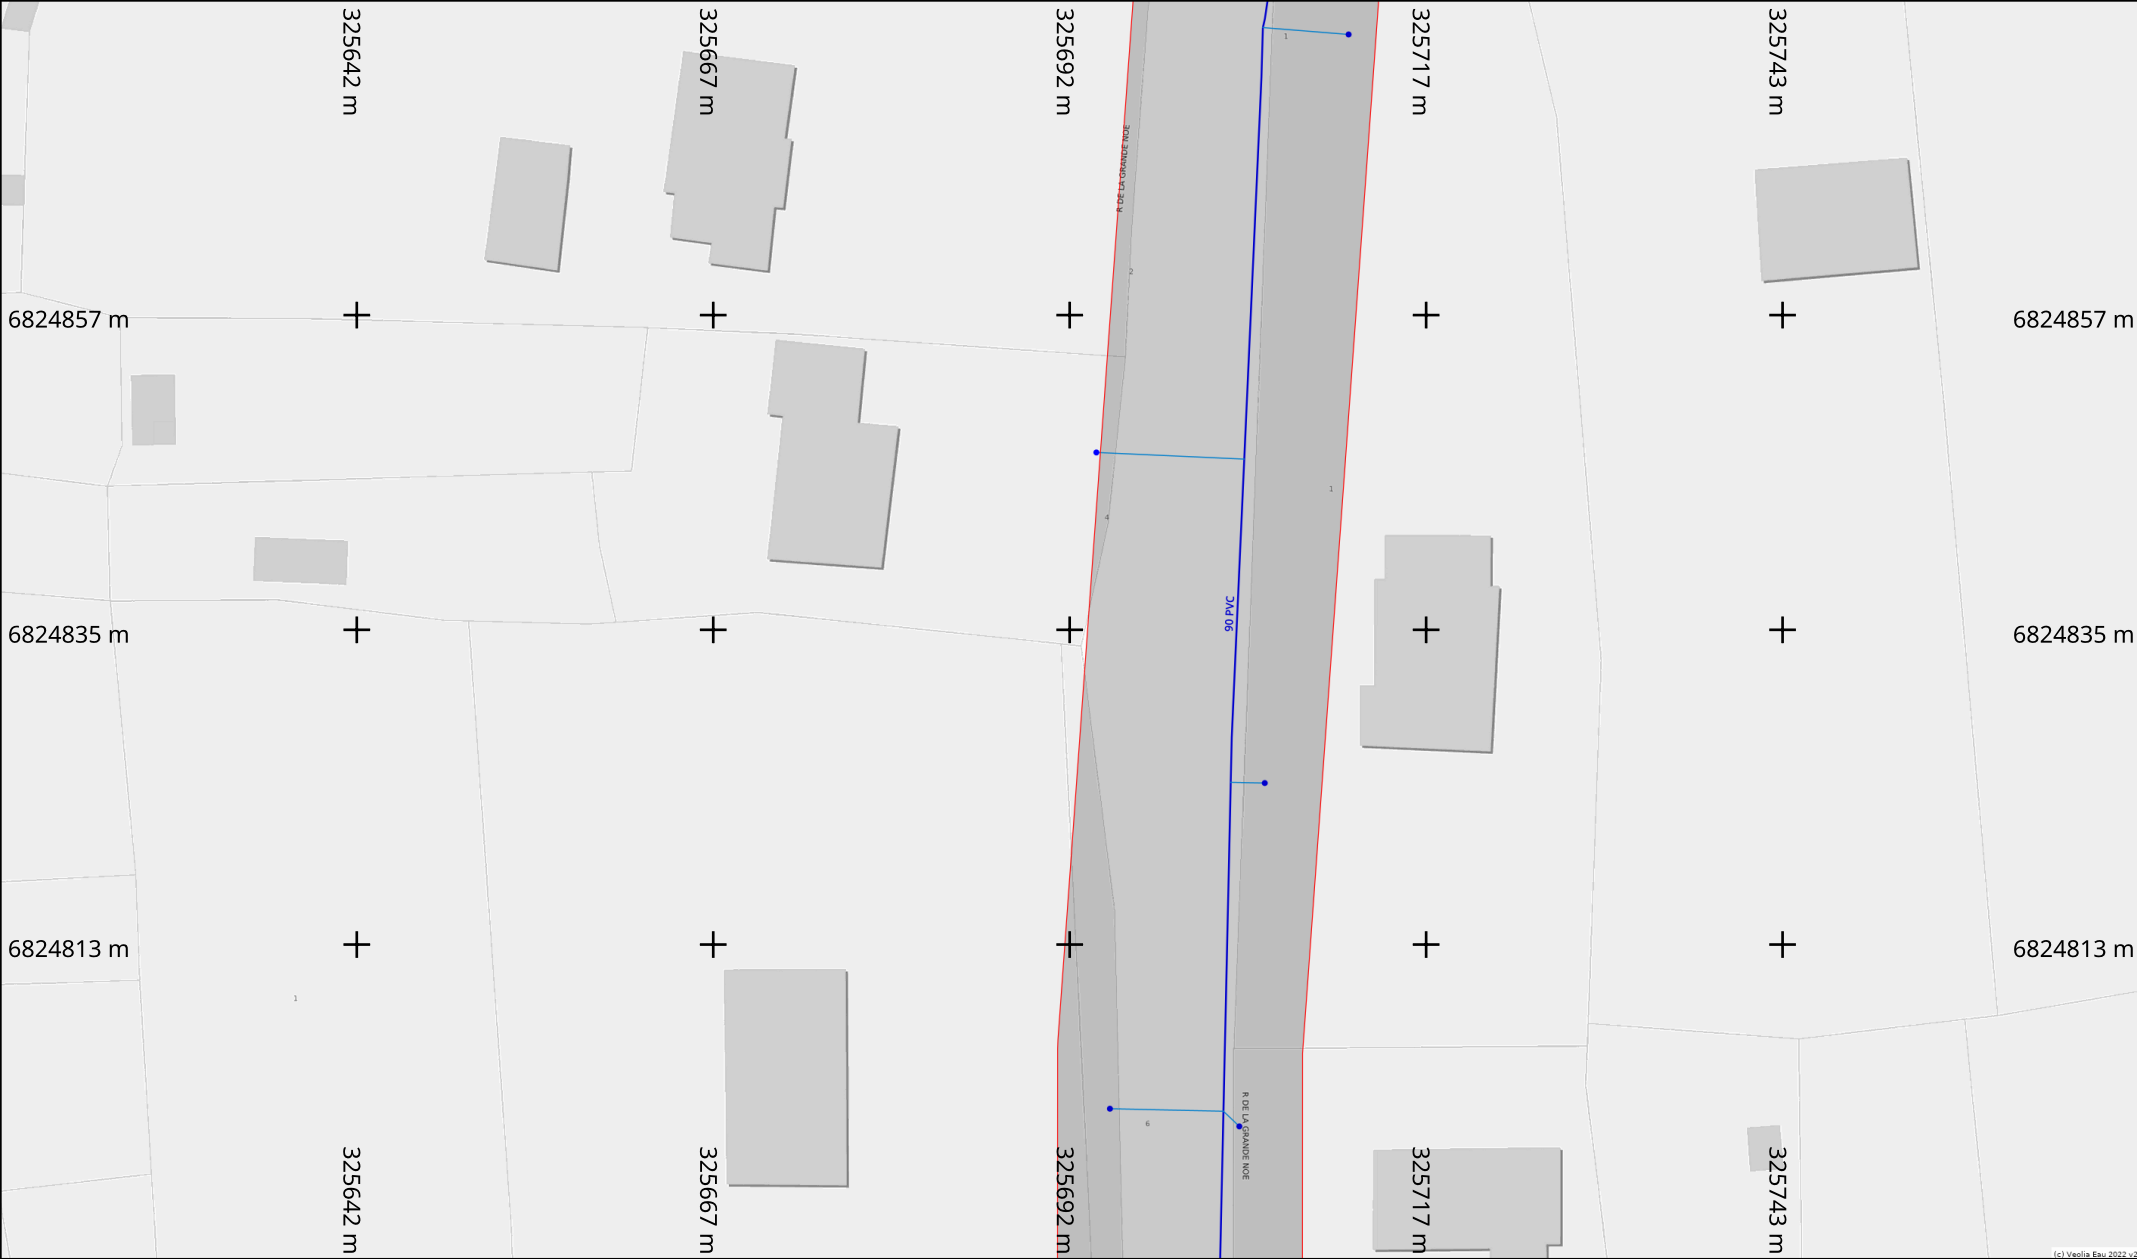 325642 m
325667 m
325692 m
325717 m
325743 m
1
R DE LA GRANDE NOE
2
6824857 m
6824857 m
1
4
90 PVC
6824835 m
6824835 m
6824813 m
6824813 m
1
R DE LA GRANDE NOE
6
325642 m
325667 m
325692 m
325717 m
325743 m
(c) Veolia Eau 2022 v2